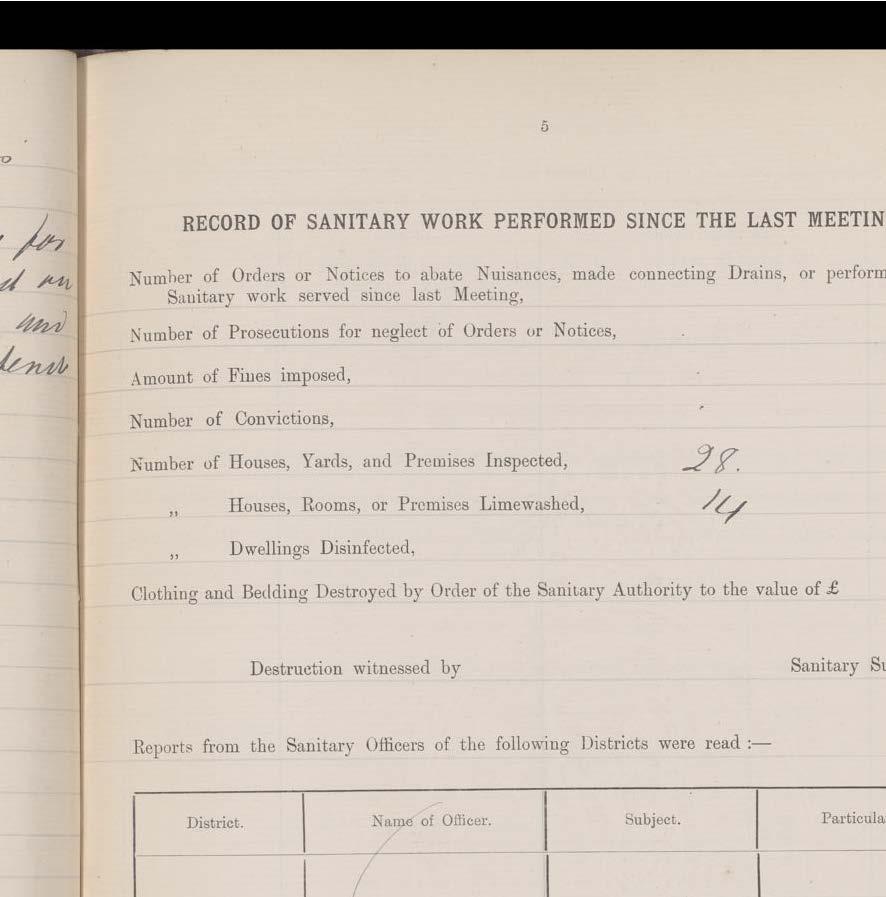 5
RECORD OF SANITARY WORK PERFORMED SINCE THE LAST MEETIN
Number of Orders or Notices to abate Nuisances, made connecting Drains, or perform
Sanitary work served since last Meeting,
Number of Prosecutions for neglect of Orders or Notices,
Amount of Fines imposed,
Number of Convictions,
Number of Houses, Yards, and Premises Inspected, 28.
„ Houses, Rooms, or Premises Limewashed, 14
„ Dwellings Disinfected,
Clothing and Bedding Destroyed by Order of the Sanitary Authority to the value of £
Destruction witnessed by Sanitary Su
Reports from the Sanitary Officers of the following Districts were read :—
District. Name of Officer. Subject. Particula
for
and